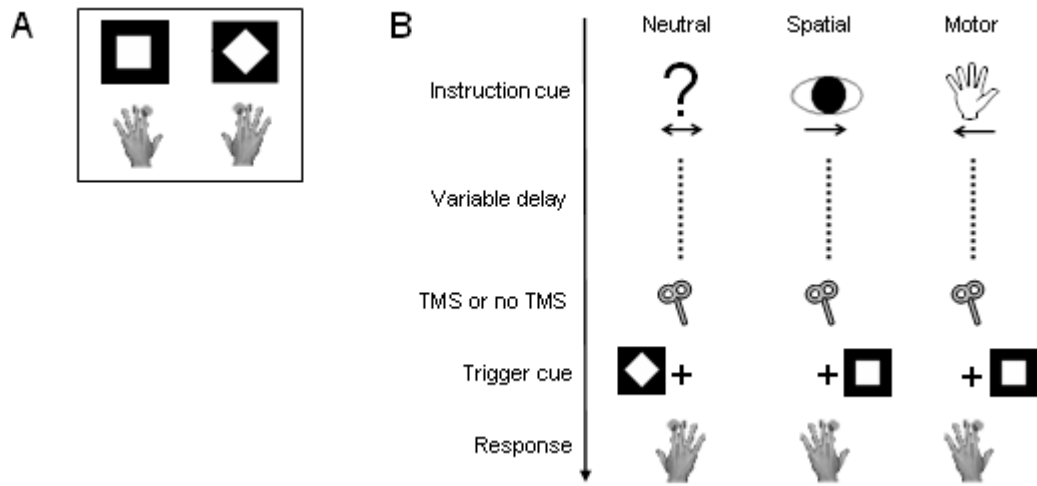 A
B
Neutral Spatial Motor
Instruction cue
?
Variable delay
TMS or no TMS
Trigger cue
+ + +
Response